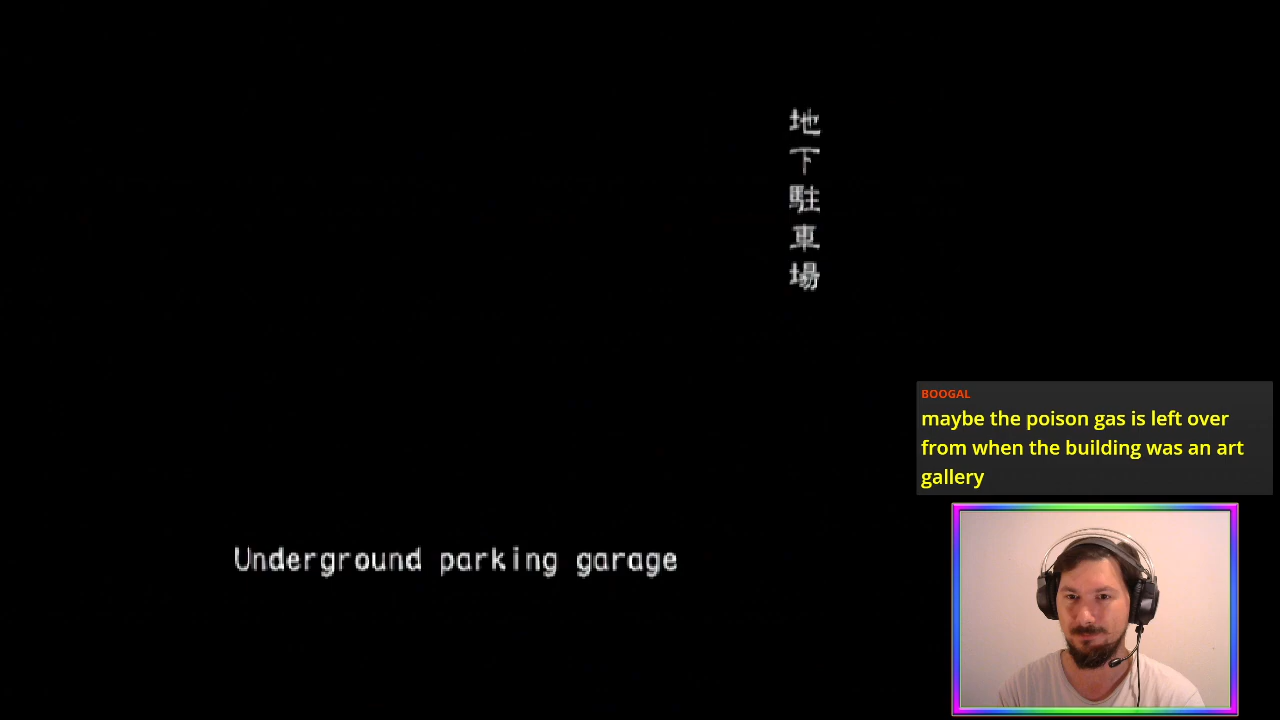 地下駐車場
Underground parking garage
BOOGAL
maybe the poison gas is left over
from when the building was an art
gallery